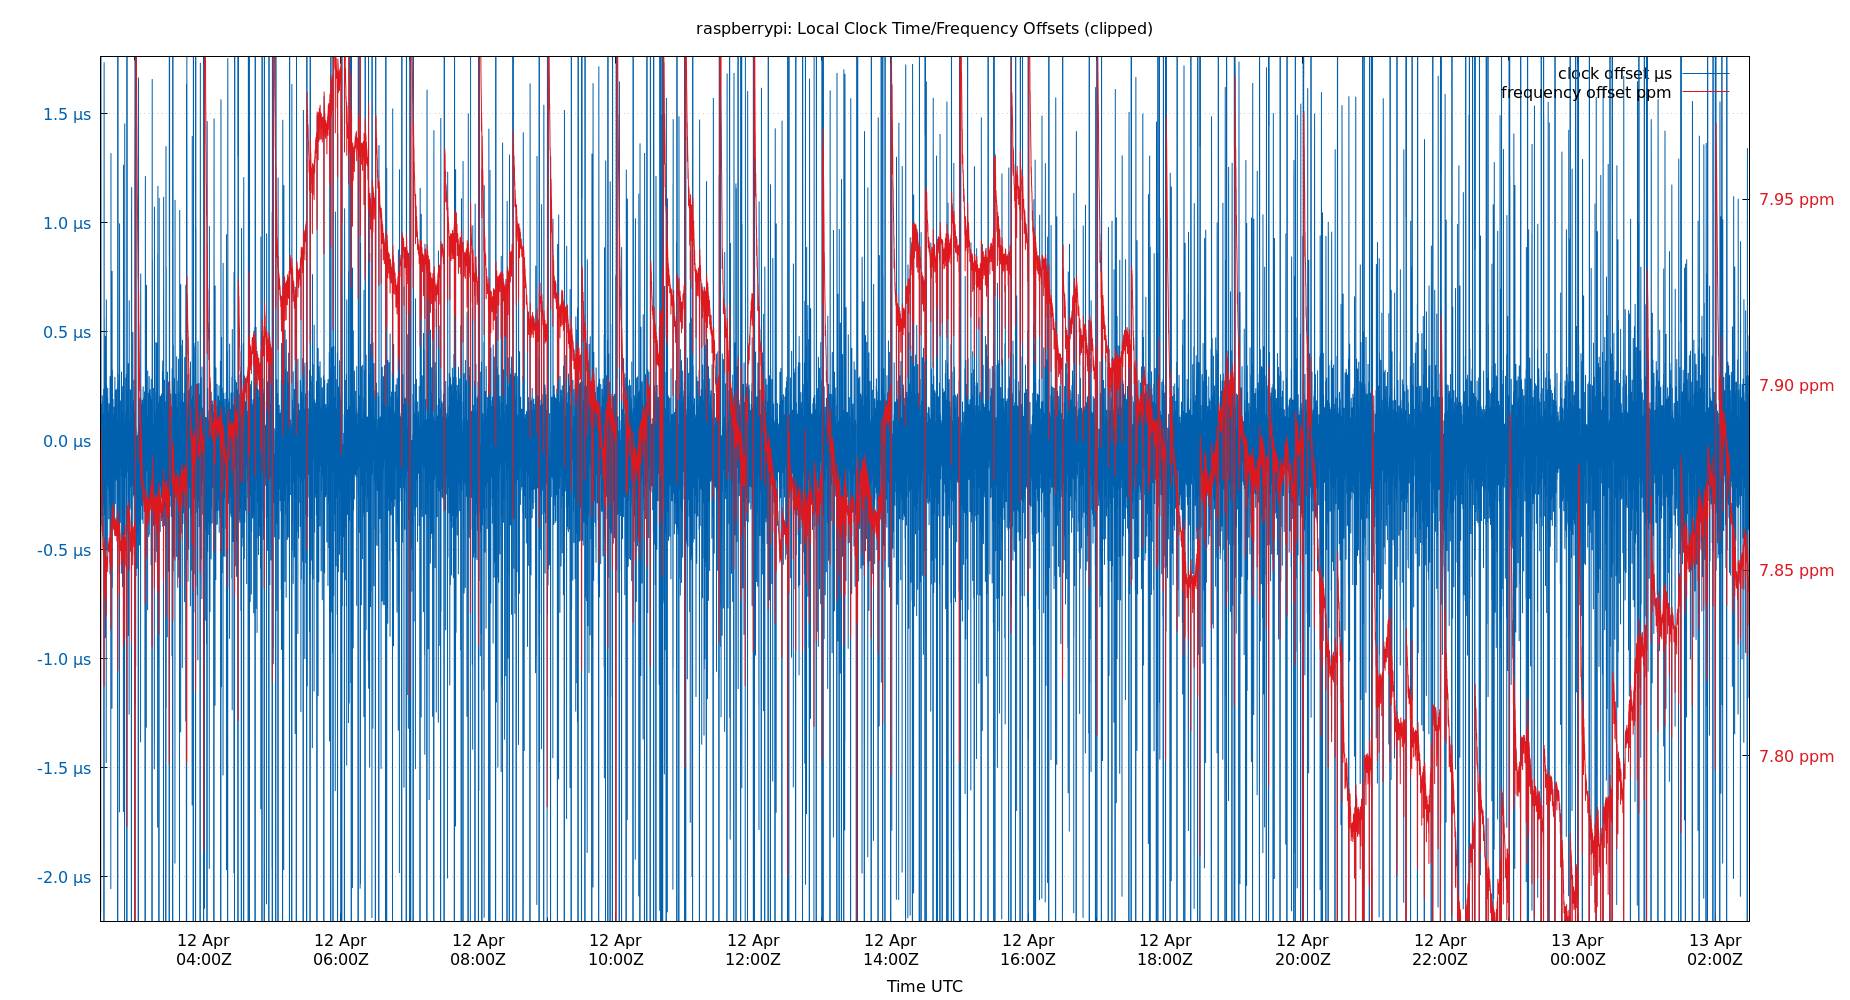 raspberrypi: Local Clock Time/Frequency Offsets (clipped)
clock offset µs
frequency offset ppm
1.5 µs
1.0 µs
0.5 µs
0.0 µs
-0.5 µs
-1.0 µs
-1.5 µs
-2.0 µs
7.95 ppm
7.90 ppm
7.85 ppm
7.80 ppm
12 Apr 12 Apr 12 Apr 12 Apr 12 Apr 12 Apr 12 Apr 12 Apr 12 Apr 12 Apr 13 Apr 13 Apr
04:00Z 06:00Z 08:00Z 10:00Z 12:00Z 14:00Z 16:00Z 18:00Z 20:00Z 22:00Z 00:00Z 02:00Z
Time UTC